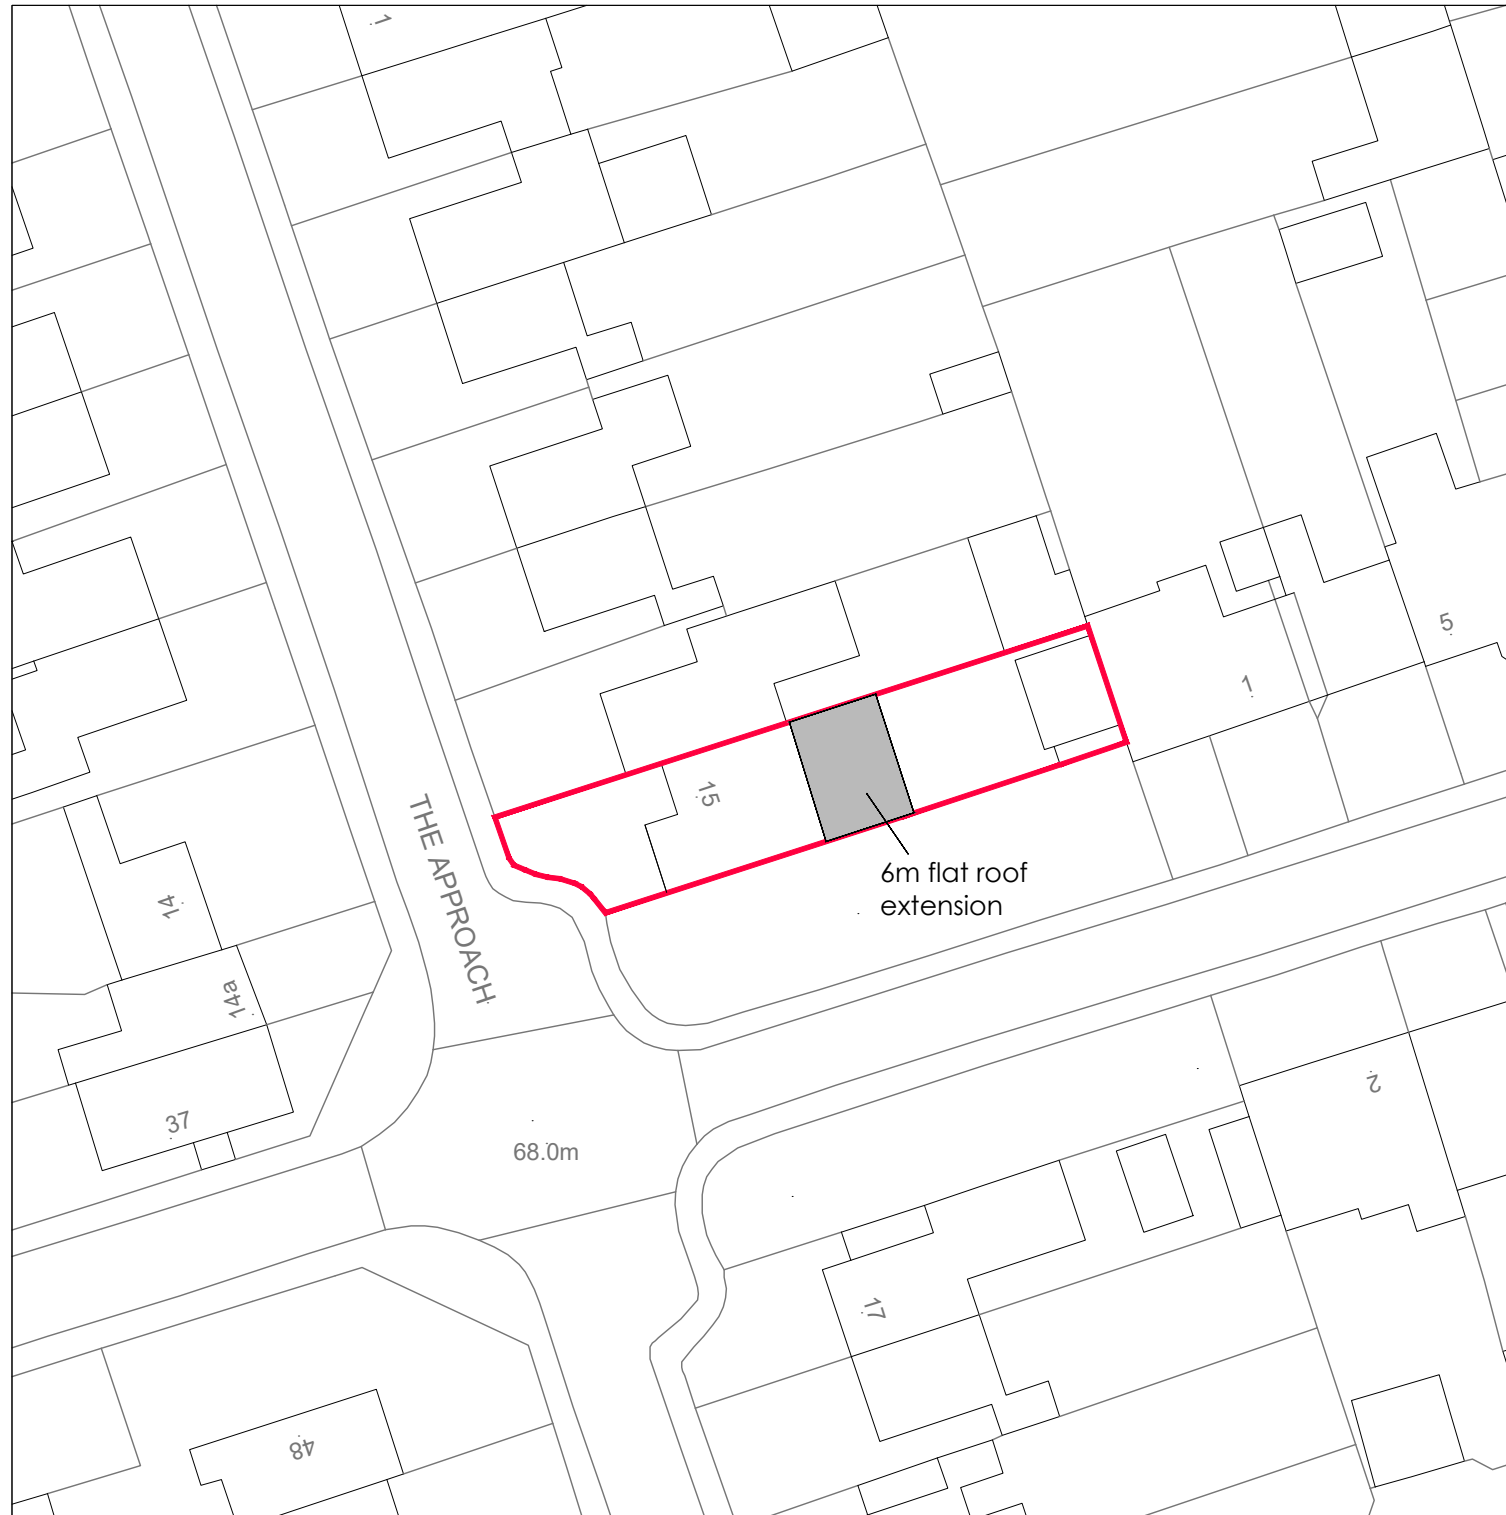 1
5
1
15
THE APPROACH
6m flat roof
extension
14
14a
2
37
68.0m
17
48